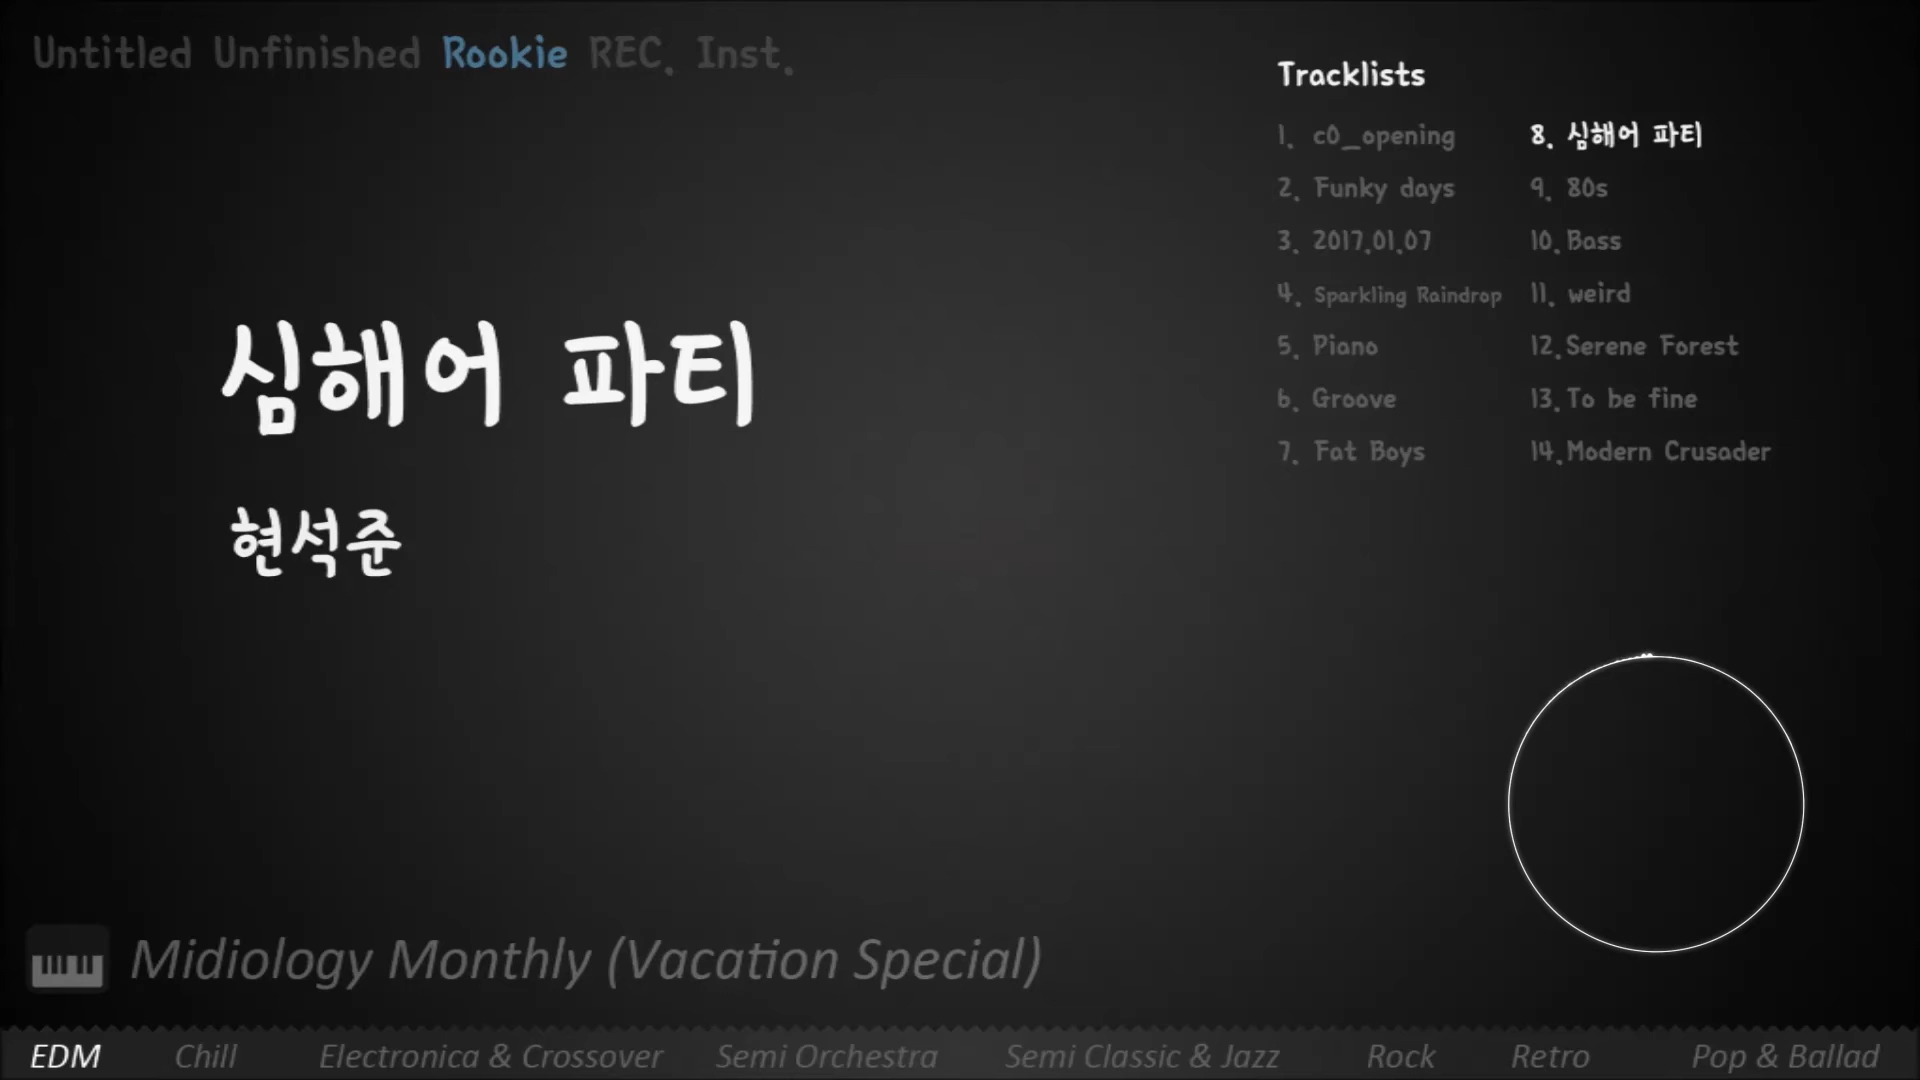 Untitled Unfinished Rookie REC. Inst.
Tracklists
1. c0_opening
2. Funky days
3. 2017.01.07
4. Sparkling Raindrop
5. Piano
6. Groove
7. Fat Boys
8. 심해어 파티
9. 80s
10. Bass
11. weird
12. Serene Forest
13. To be fine
14. Modern Crusader
심해어 파티
현석준
Midiology Monthly (Vacation Special)
EDM Chill Electronica & Crossover Semi Orchestra Semi Classic & Jazz Rock Retro Pop & Ballad